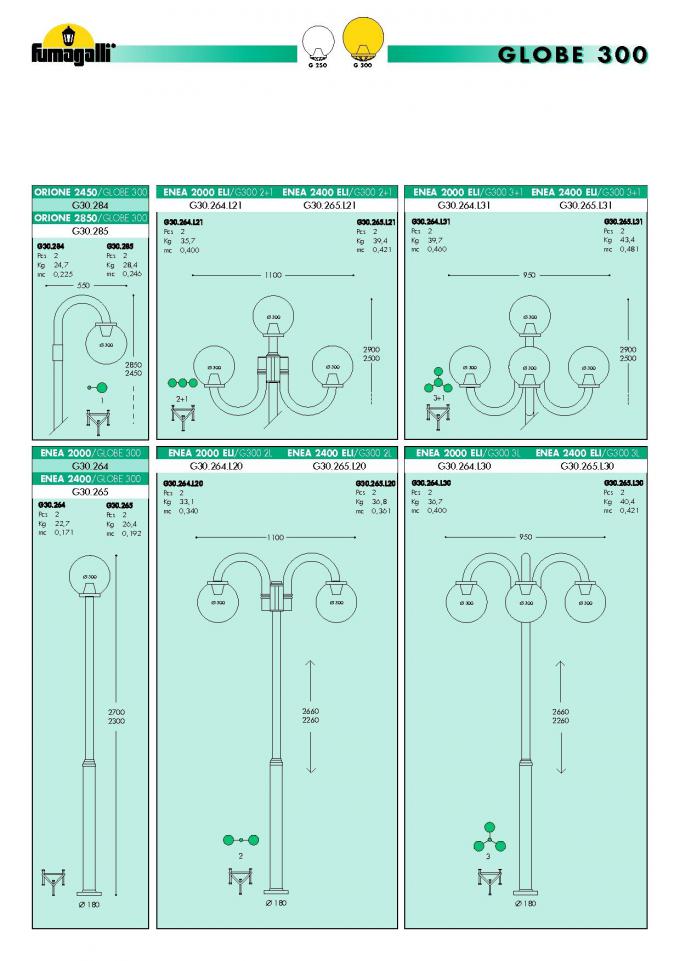 fumagalli®
G 250
G 300
GLOBE 300
ORIONE 2450/GLOBE 300
G30.284
ORIONE 2850/GLOBE 300
G30.285
G30.284 G30.285
Pcs 2 Pcs 2
Kg 24,7 Kg 28,4
mc 0,225 mc 0,246
550
Ø 300
2850
2450
1
ENEA 2000 ELI/G300 2+1 ENEA 2400 ELI/G300 2+1
G30.264.L21 G30.265.L21
G30.264.L21 G30.265.L21
Pcs 2 Pcs 2
Kg 35,7 Kg 39,4
mc 0,400 mc 0,421
1100
Ø 300
Ø 300 Ø 300
2900
2500
2+1
ENEA 2000 ELI/G300 3+1 ENEA 2400 ELI/G300 3+1
G30.264.L31 G30.265.L31
G30.264.L31 G30.265.L31
Pcs 2 Pcs 2
Kg 39,7 Kg 43,4
mc 0,460 mc 0,481
950
Ø 300
Ø 300 Ø 300 Ø 300
2900
2500
3+1
ENEA 2000/GLOBE 300
G30.264
ENEA 2400/GLOBE 300
G30.265
G30.264 G30.265
Pcs 2 Pcs 2
Kg 22,7 Kg 26,4
mc 0,171 mc 0,192
Ø 300
2700
2300
Ø 180
ENEA 2000 ELI/G300 2L ENEA 2400 ELI/G300 2L
G30.264.L20 G30.265.L20
G30.264.L20 G30.265.L20
Pcs 2 Pcs 2
Kg 33,1 Kg 36,8
mc 0,340 mc 0,361
1100
Ø 300 Ø 300
2660
2260
2
Ø 180
ENEA 2000 ELI/G300 3L ENEA 2400 ELI/G300 3L
G30.264.L30 G30.265.L30
G30.264.L30 G30.265.L30
Pcs 2 Pcs 2
Kg 36,7 Kg 40,4
mc 0,400 mc 0,421
950
Ø 300 Ø 300 Ø 300
2660
2260
3
Ø 180